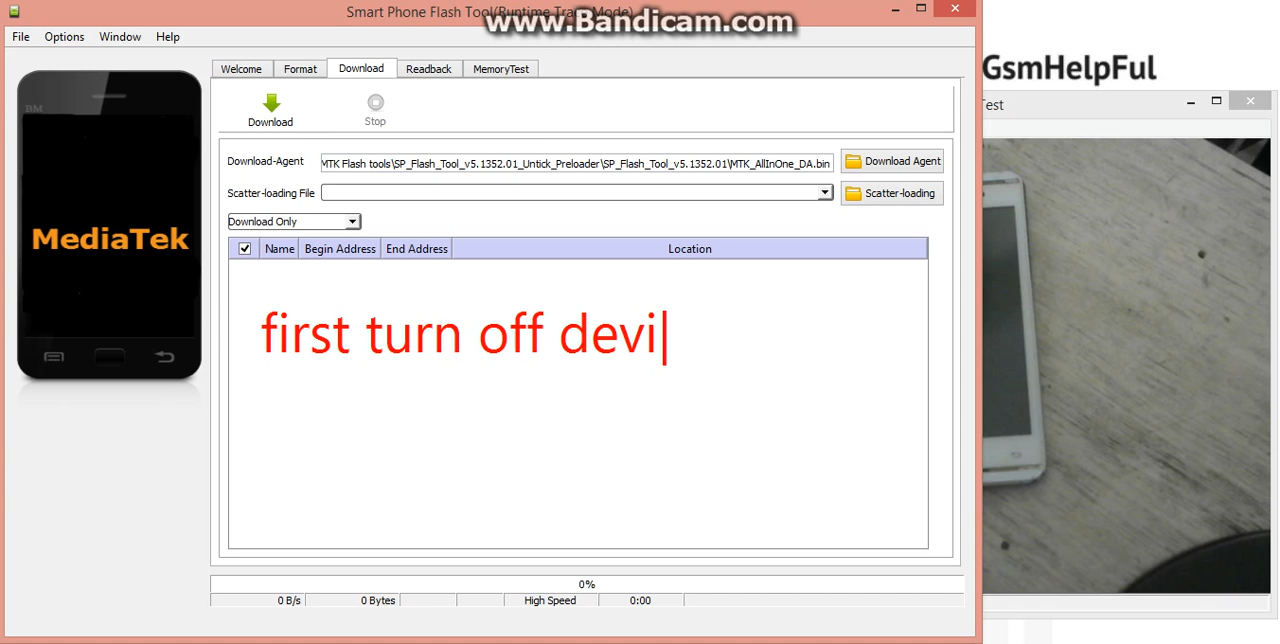 Smart Phone Flash Tool(Runtime Trace Mode)
www.Bandicam.com
File Options Window Help
GsmHelpFul
Welcome Format Download Readback MemoryTest
BM
Download Stop
Download-Agent MTK Flash tools\SP_Flash_Tool_v5.1352.01_Untick_Preloader\SP_Flash_Tool_v5.1352.01\MTK_AllInOne_DA.bin Download Agent
Scatter-loading File Scatter-loading
Download Only
Name Begin Address End Address Location
MediaTek
first turn off devi
0%
0 B/s 0 Bytes High Speed 0:00